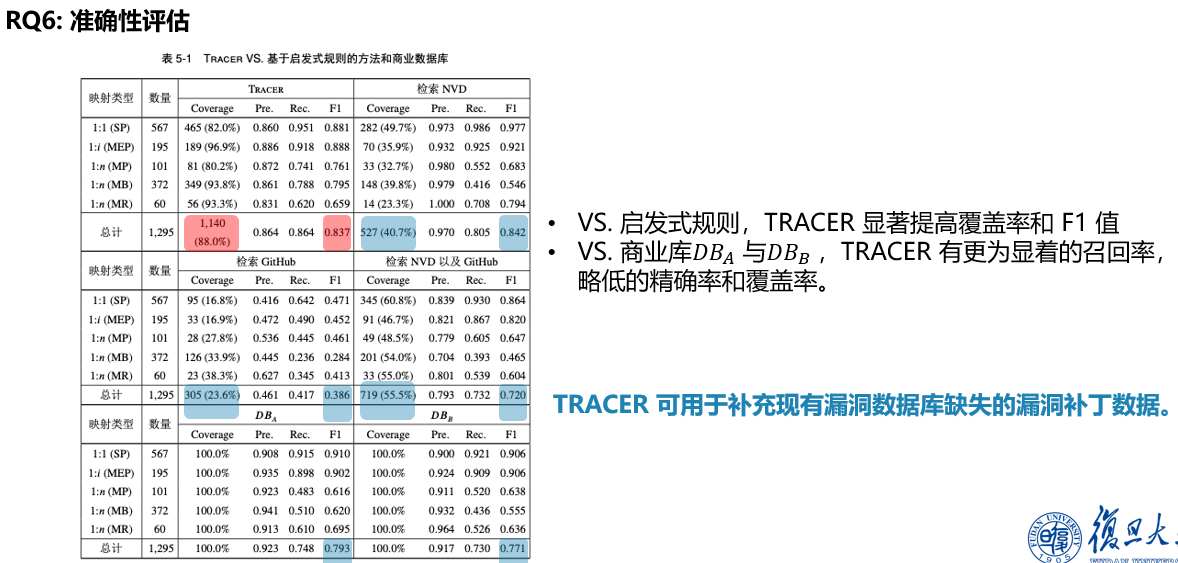 RQ6: 准确性评估
表 5-1 TRACER VS. 基于启发式规则的方法和商业数据库
映射类型 数量 TRACER 检索 NVD
Coverage Pre. Rec. F1 Coverage Pre. Rec. F1
1:1 (SP) 567 465 (82.0%) 0.860 0.951 0.881 282 (49.7%) 0.973 0.986 0.977
1:i (MEP) 195 189 (96.9%) 0.886 0.918 0.888 70 (35.9%) 0.932 0.925 0.921
1:n (MP) 101 81 (80.2%) 0.872 0.741 0.761 33 (32.7%) 0.980 0.552 0.683
1:n (MB) 372 349 (93.8%) 0.861 0.788 0.795 148 (39.8%) 0.979 0.416 0.546
1:n (MR) 60 56 (93.3%) 0.831 0.620 0.659 14 (23.3%) 1.000 0.708 0.794
总计 1,295 1,140 (88.0%) 0.864 0.864 0.837 527 (40.7%) 0.970 0.805 0.842
映射类型 数量 检索 GitHub 检索 NVD 以及 GitHub
Coverage Pre. Rec. F1 Coverage Pre. Rec. F1
1:1 (SP) 567 95 (16.8%) 0.416 0.642 0.471 345 (60.8%) 0.839 0.930 0.864
1:i (MEP) 195 33 (16.9%) 0.472 0.490 0.452 91 (46.7%) 0.821 0.867 0.820
1:n (MP) 101 28 (27.8%) 0.536 0.445 0.461 49 (48.5%) 0.779 0.605 0.647
1:n (MB) 372 126 (33.9%) 0.445 0.236 0.284 201 (54.0%) 0.704 0.393 0.465
1:n (MR) 60 23 (38.3%) 0.627 0.345 0.413 33 (55.0%) 0.801 0.539 0.604
总计 1,295 305 (23.6%) 0.461 0.417 0.386 719 (55.5%) 0.793 0.732 0.720
映射类型 数量 DB_A DB_B
Coverage Pre. Rec. F1 Coverage Pre. Rec. F1
1:1 (SP) 567 100.0% 0.908 0.915 0.910 100.0% 0.900 0.921 0.906
1:i (MEP) 195 100.0% 0.935 0.898 0.902 100.0% 0.924 0.909 0.906
1:n (MP) 101 100.0% 0.923 0.483 0.616 100.0% 0.911 0.520 0.638
1:n (MB) 372 100.0% 0.941 0.510 0.620 100.0% 0.932 0.436 0.555
1:n (MR) 60 100.0% 0.913 0.610 0.695 100.0% 0.964 0.526 0.636
总计 1,295 100.0% 0.923 0.748 0.793 100.0% 0.917 0.730 0.771
• VS. 启发式规则，TRACER 显著提高覆盖率和 F1 值
• VS. 商业库DB_A 与DB_B ，TRACER 有更为显着的召回率，
略低的精确率和覆盖率。
TRACER 可用于补充现有漏洞数据库缺失的漏洞补丁数据。
復旦大
FUDAN UNIVERSITY
1905